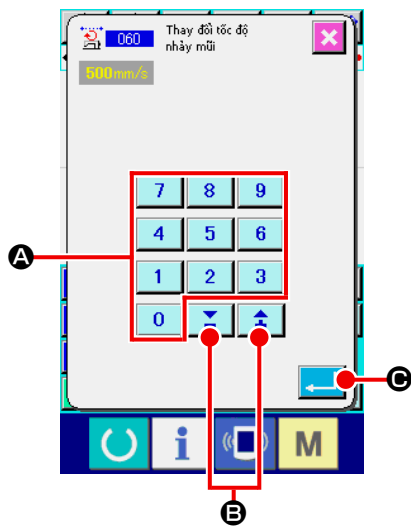 060 Thay đổi tốc độ
nhảy mũi
500mm/s
7 8 9
A
4 5 6
1 2 3
0
C
i M
B